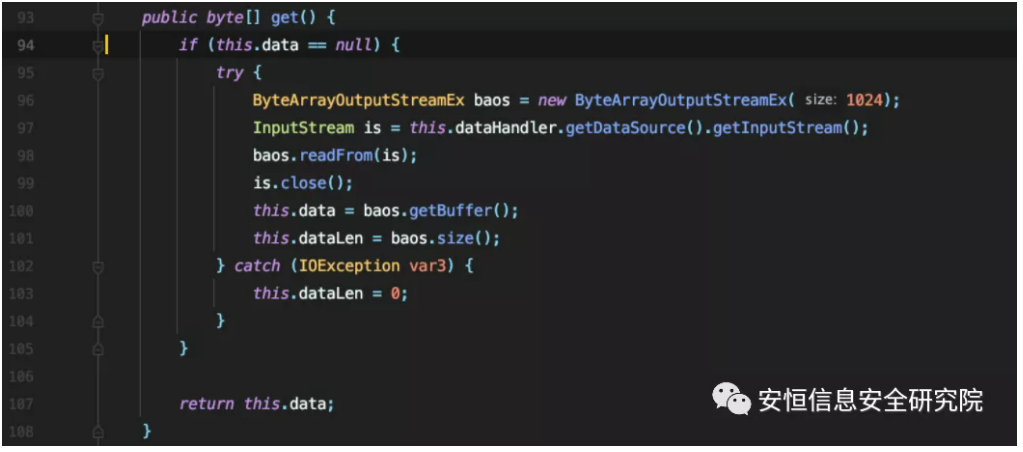 93 public byte[] get() {
94 if (this.data == null) {
95 try {
96 ByteArrayOutputStreamEx baos = new ByteArrayOutputStreamEx( size: 1024);
97 InputStream is = this.dataHandler.getDataSource().getInputStream();
98 baos.readFrom(is);
99 is.close();
100 this.data = baos.getBuffer();
101 this.dataLen = baos.size();
102 } catch (IOException var3) {
103 this.dataLen = 0;
104 }
105 }
106
107 return this.data;
108 }
安恒信息安全研究院